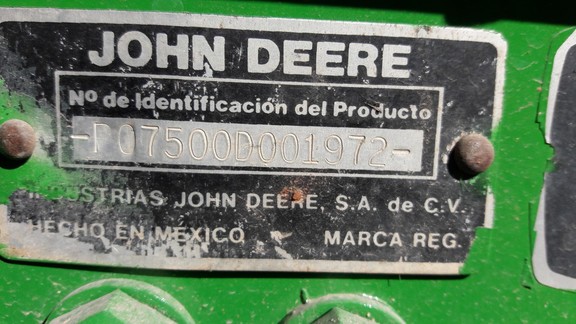 JOHN DEERE
Nº de Identificación del Producto
-P07500D001972-
INDUSTRIAS JOHN DEERE, S.A. de C.V.
HECHO EN MEXICO MARCA REG.